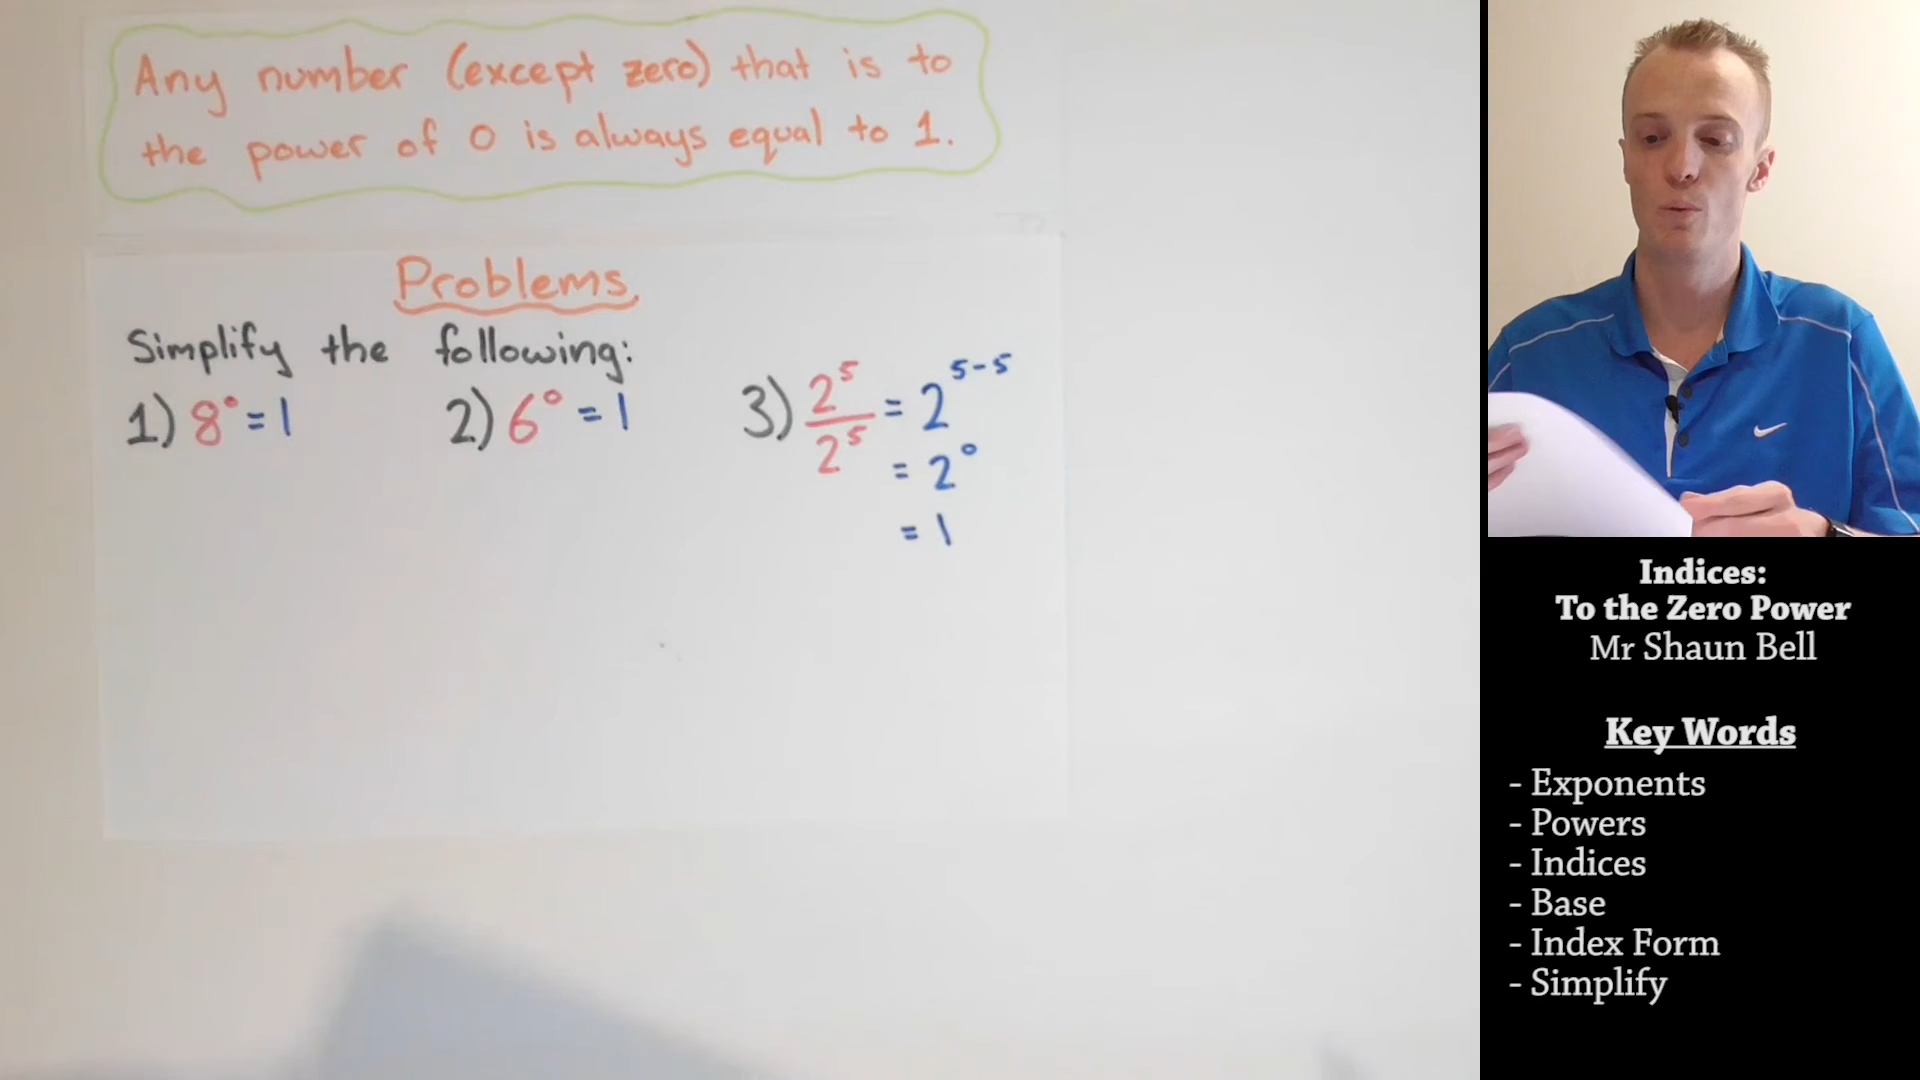 Any number (except zero) that is to
the power of 0 is always equal to 1.
Problems
Simplify the following:
1) 8⁰ = 1
2) 6⁰ = 1
3) 2⁵/2⁵ = 2⁵⁻⁵
= 2⁰
= 1
Indices:
To the Zero Power
Mr Shaun Bell
Key Words
- Exponents
- Powers
- Indices
- Base
- Index Form
- Simplify